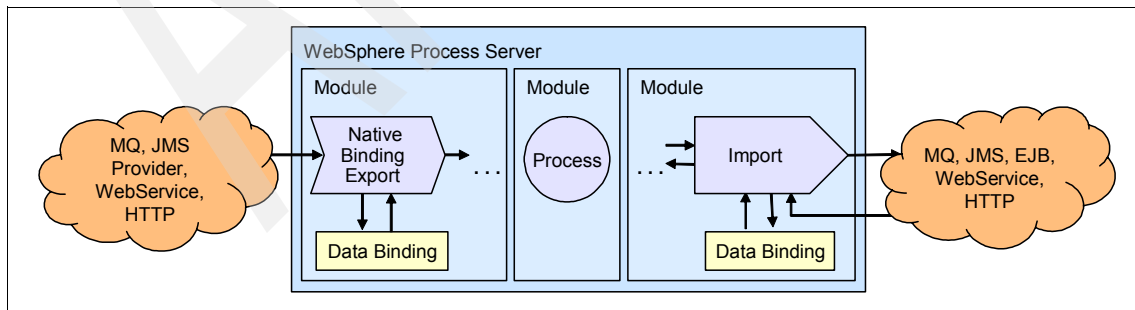 WebSphere Process Server
Module
Module
Module
MQ, JMS
Provider,
WebService,
HTTP
Native
Binding
Export
. . .
Process
. . .
Import
MQ, JMS, EJB,
WebService,
HTTP
Data Binding
Data Binding